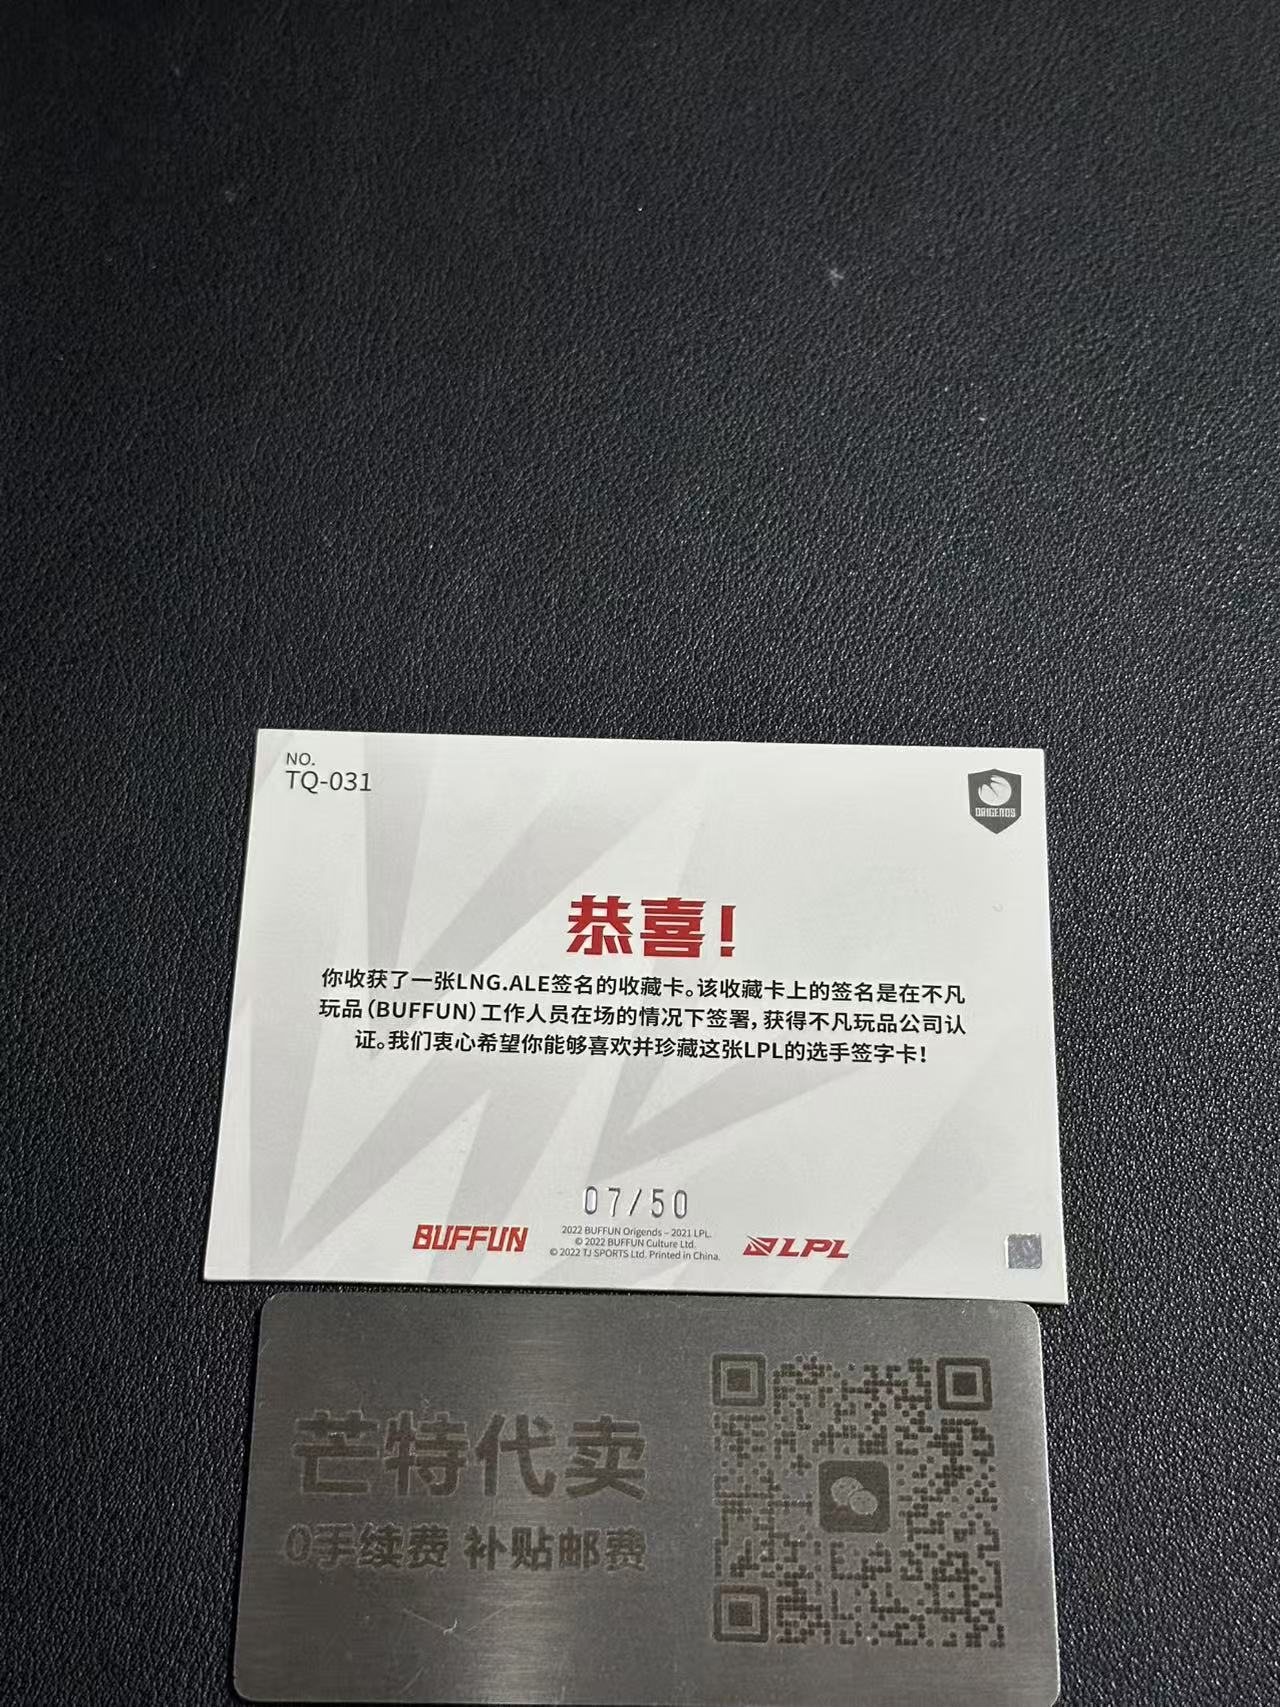 NO.
TQ-031
ORIGENDS
恭喜!
你收获了一张LNG.ALE签名的收藏卡。该收藏卡上的签名是在不凡
玩品(BUFFUN)工作人员在场的情况下签署,获得不凡玩品公司认
证。我们衷心希望你能够喜欢并珍藏这张LPL的选手签字卡!
07/50
BUFFUN
2022 BUFFUN Origends – 2021 LPL.
© 2022 BUFFUN Culture Ltd.
© 2022 TJ SPORTS Ltd. Printed in China.
LPL
芒特代卖
0手续费 补贴邮费